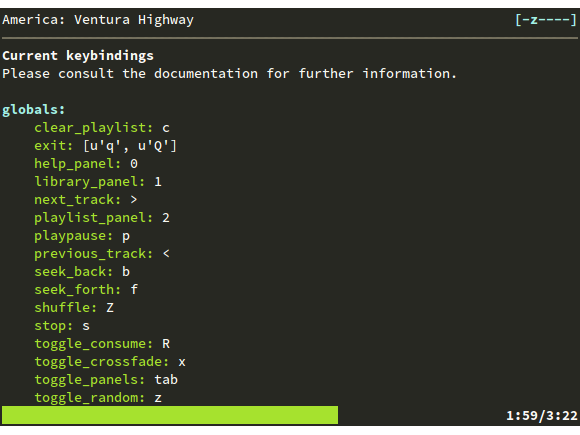 America: Ventura Highway [-z----]
Current keybindings
Please consult the documentation for further information.
globals:
clear_playlist: c
exit: [u'q', u'Q']
help_panel: 0
library_panel: 1
next_track: >
playlist_panel: 2
playpause: p
previous_track: <
seek_back: b
seek_forth: f
shuffle: Z
stop: s
toggle_consume: R
toggle_crossfade: x
toggle_panels: tab
toggle_random: z
1:59/3:22